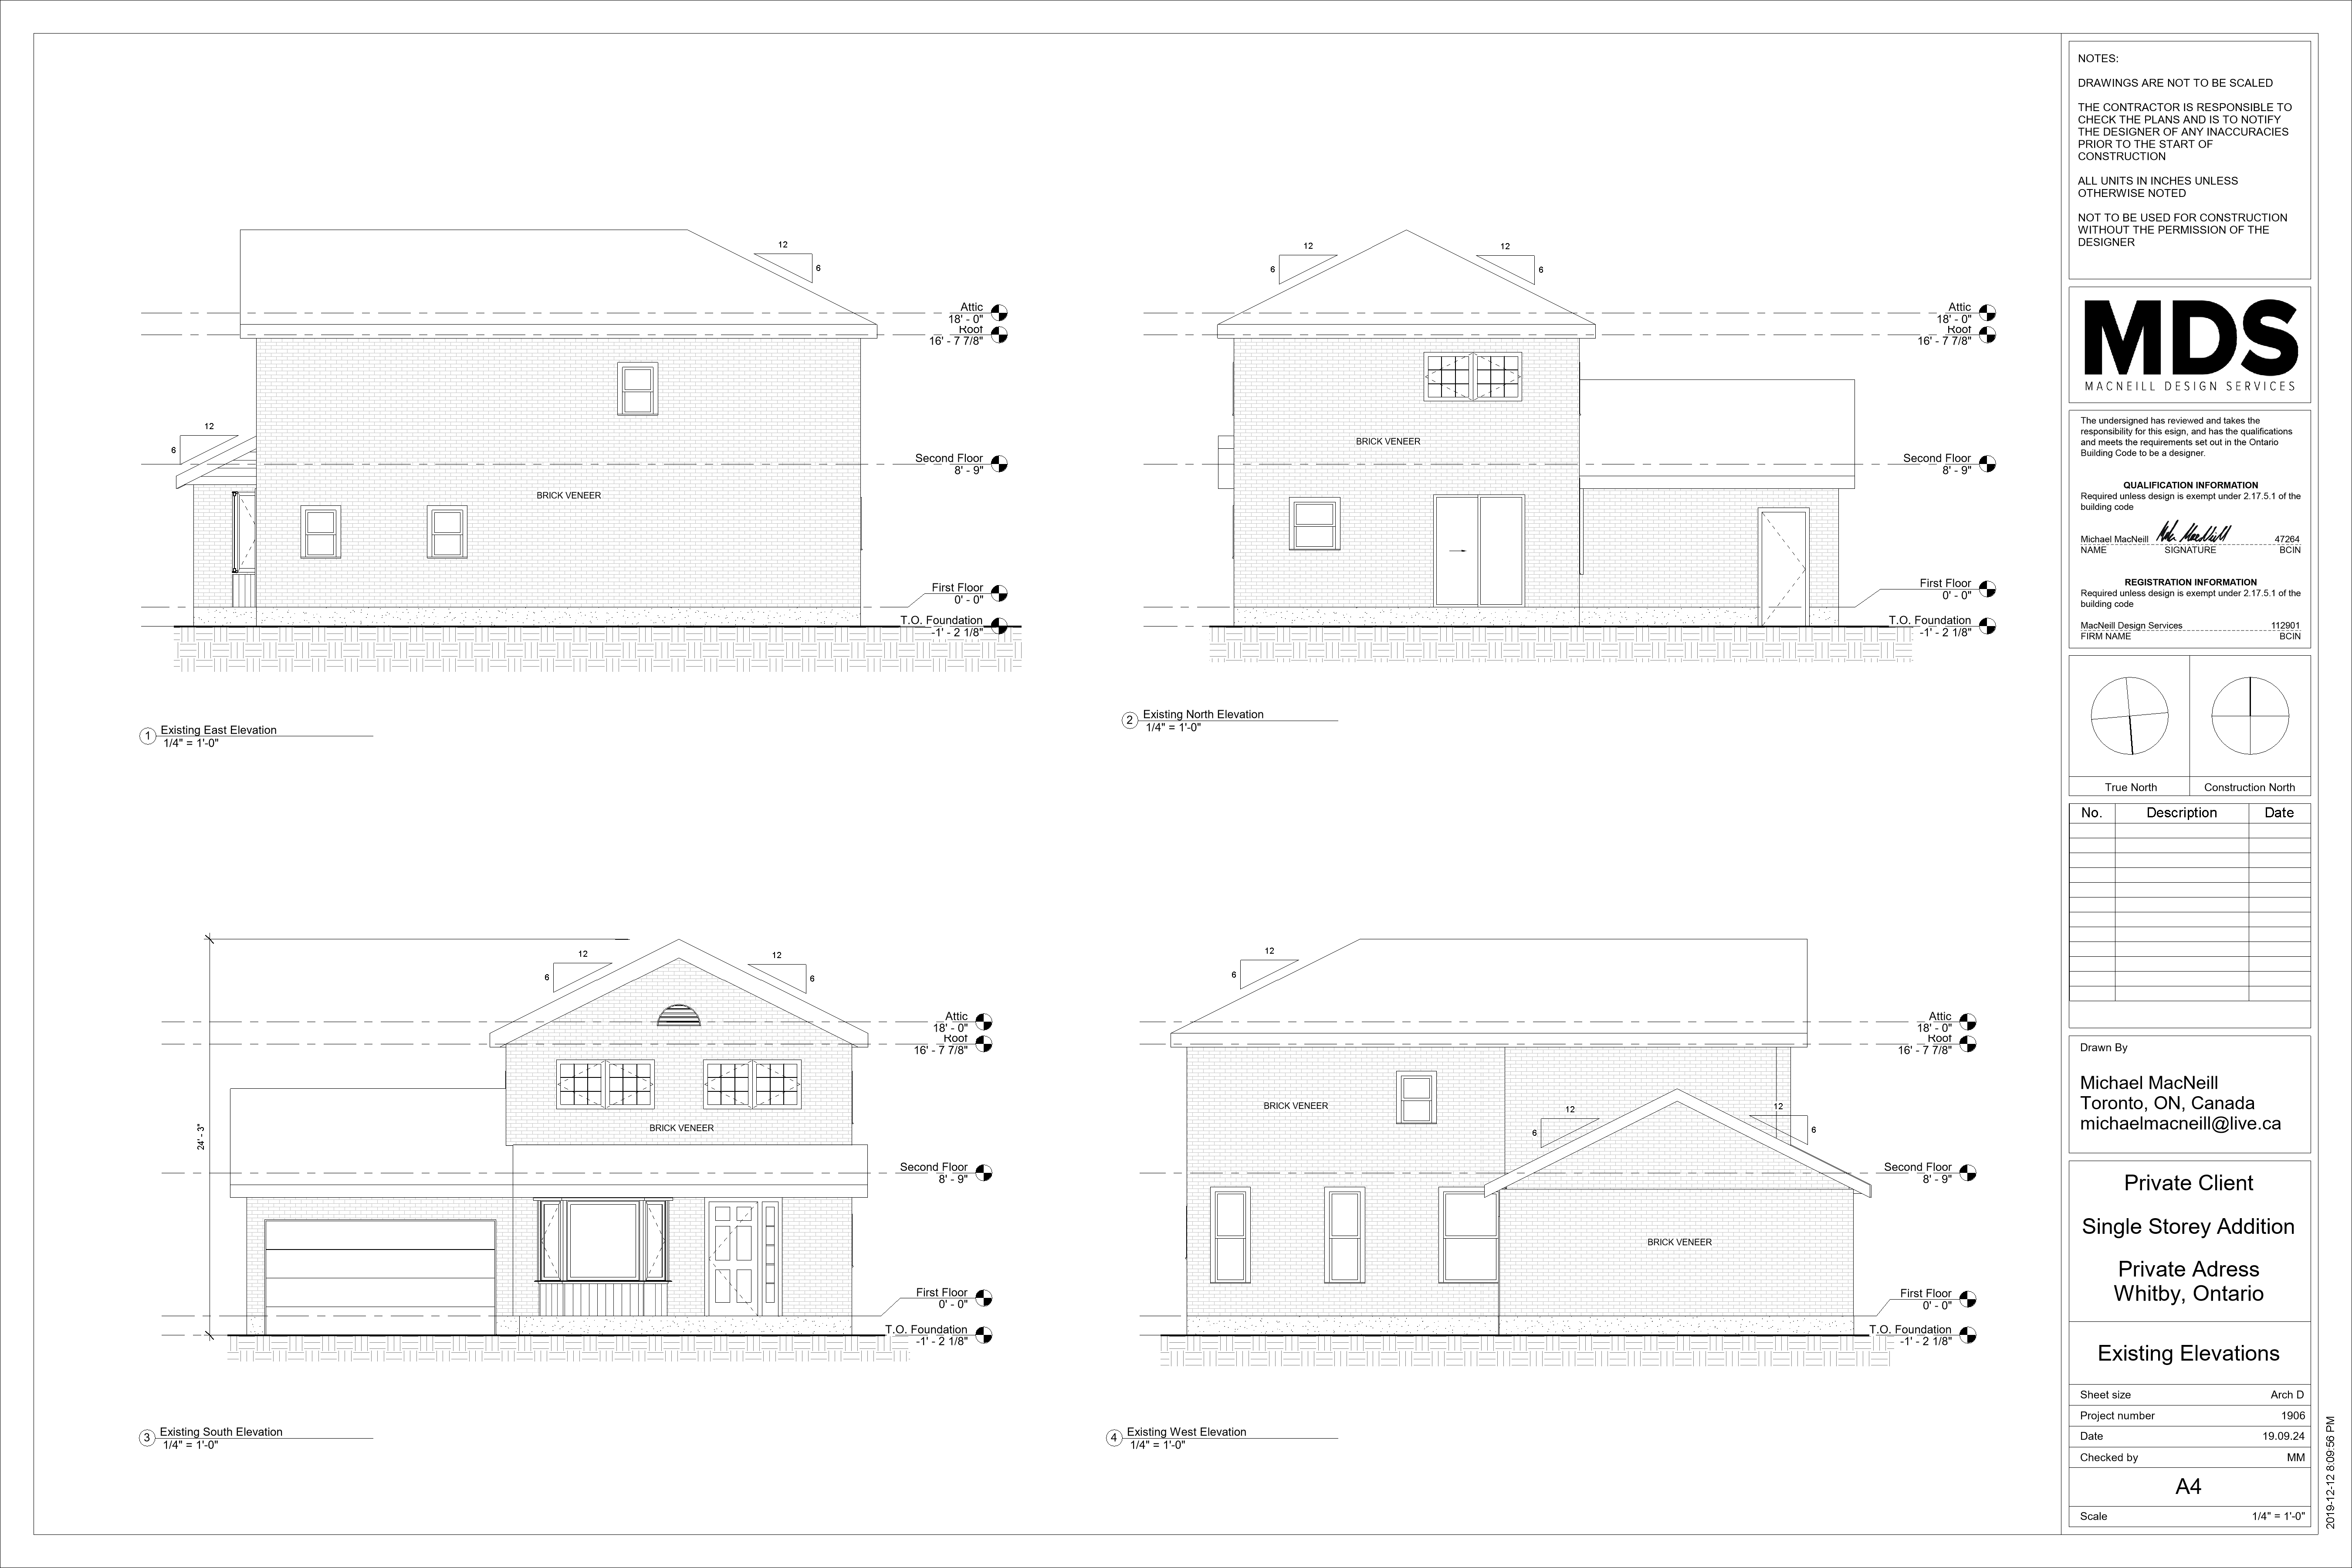 12
6
Attic
18' - 0"
Roof
16' - 7 7/8"
12
6
Second Floor
8' - 9"
BRICK VENEER
First Floor
0' - 0"
T.O. Foundation
-1' - 2 1/8"
1 Existing East Elevation
1/4" = 1'-0"
12
6
12
6
Attic
18' - 0"
Roof
16' - 7 7/8"
BRICK VENEER
Second Floor
8' - 9"
First Floor
0' - 0"
T.O. Foundation
-1' - 2 1/8"
2 Existing North Elevation
1/4" = 1'-0"
12
6
12
6
Attic
18' - 0"
Roof
16' - 7 7/8"
24' - 3"
BRICK VENEER
Second Floor
8' - 9"
First Floor
0' - 0"
T.O. Foundation
-1' - 2 1/8"
3 Existing South Elevation
1/4" = 1'-0"
12
6
Attic
18' - 0"
Roof
16' - 7 7/8"
BRICK VENEER
12
6
12
6
Second Floor
8' - 9"
BRICK VENEER
First Floor
0' - 0"
T.O. Foundation
-1' - 2 1/8"
4 Existing West Elevation
1/4" = 1'-0"
NOTES:
DRAWINGS ARE NOT TO BE SCALED
THE CONTRACTOR IS RESPONSIBLE TO
CHECK THE PLANS AND IS TO NOTIFY
THE DESIGNER OF ANY INACCURACIES
PRIOR TO THE START OF
CONSTRUCTION
ALL UNITS IN INCHES UNLESS
OTHERWISE NOTED
NOT TO BE USED FOR CONSTRUCTION
WITHOUT THE PERMISSION OF THE
DESIGNER
MDS
MACNEILL DESIGN SERVICES
The undersigned has reviewed and takes the
responsibility for this esign, and has the qualifications
and meets the requirements set out in the Ontario
Building Code to be a designer.
QUALIFICATION INFORMATION
Required unless design is exempt under 2.17.5.1 of the
building code
Michael MacNeill 47264
NAME SIGNATURE BCIN
REGISTRATION INFORMATION
Required unless design is exempt under 2.17.5.1 of the
building code
MacNeill Design Services 112901
FIRM NAME BCIN
True North Construction North
No. Description Date
Drawn By
Michael MacNeill
Toronto, ON, Canada
michaelmacneill@live.ca
Private Client
Single Storey Addition
Private Adress
Whitby, Ontario
Existing Elevations
Sheet size Arch D
Project number 1906
Date 19.09.24
Checked by MM
A4
Scale 1/4" = 1'-0"
2019-12-12 8:09:56 PM